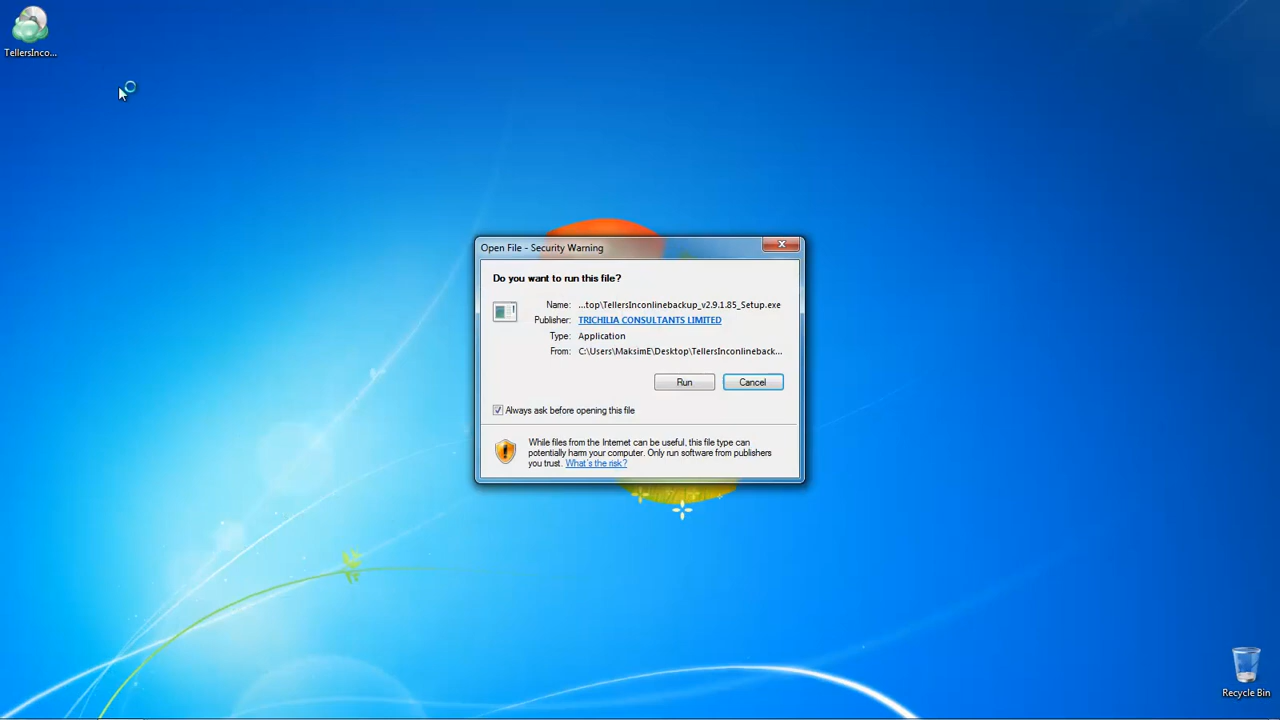 TellersInco...
Open File - Security Warning
Do you want to run this file?
Name: ...top\TellersInconlinebackup_v2.9.1.85_Setup.exe
Publisher: TRICHILIA CONSULTANTS LIMITED
Type: Application
From: C:\Users\MaksimE\Desktop\TellersInconlineback...
Run Cancel
Always ask before opening this file
While files from the Internet can be useful, this file type can
potentially harm your computer. Only run software from publishers
you trust. What's the risk?
Recycle Bin